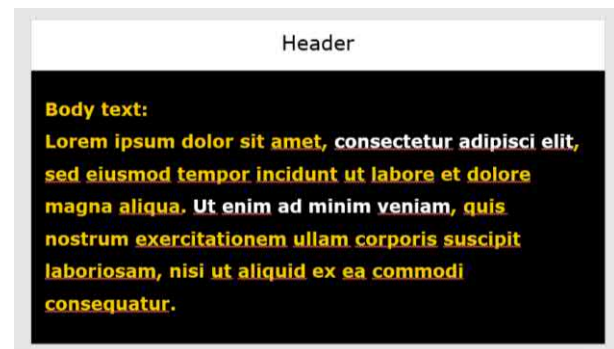 Header
Body text:
Lorem ipsum dolor sit amet, consectetur adipisci elit,
sed eiusmod tempor incidunt ut labore et dolore
magna aliqua. Ut enim ad minim veniam, quis
nostrum exercitationem ullam corporis suscipit
laboriosam, nisi ut aliquid ex ea commodi
consequatur.